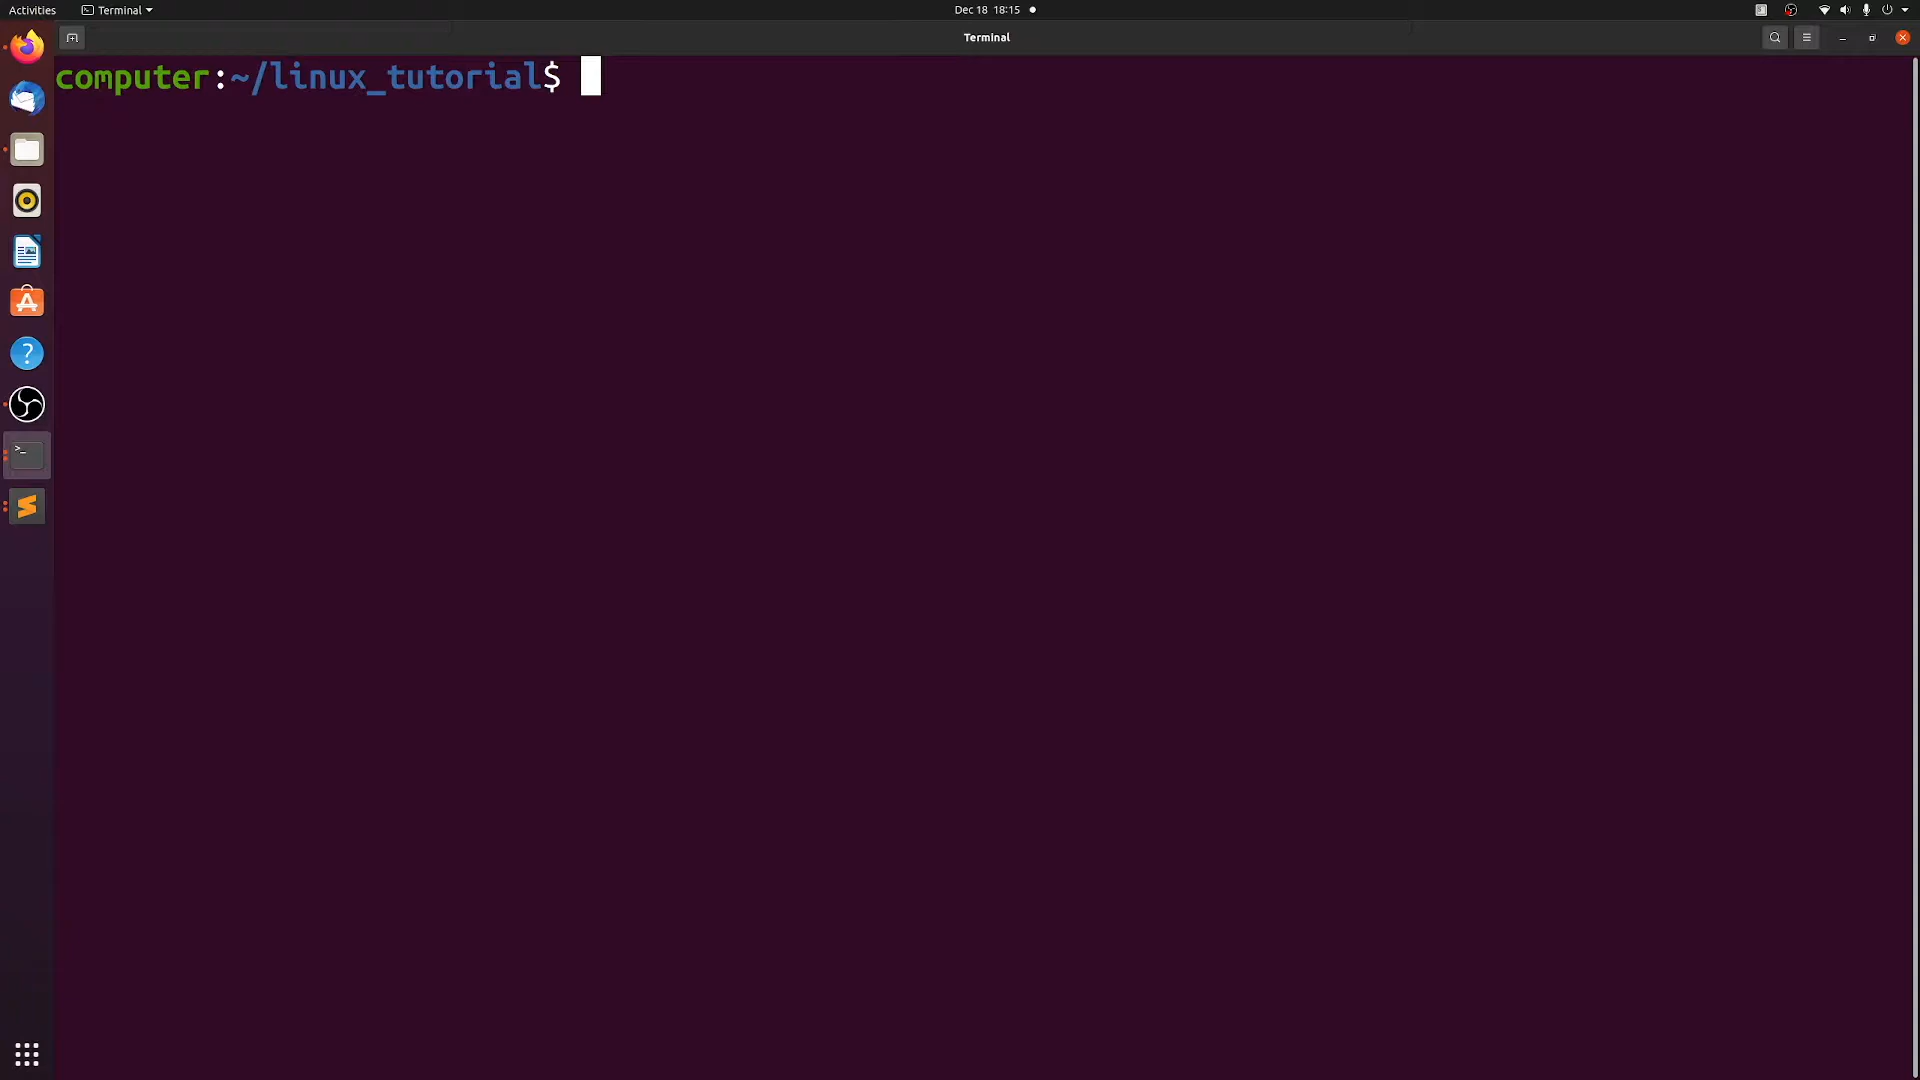 Activities
Terminal
Dec 18 18:15
Terminal
computer:~/linux_tutorial$